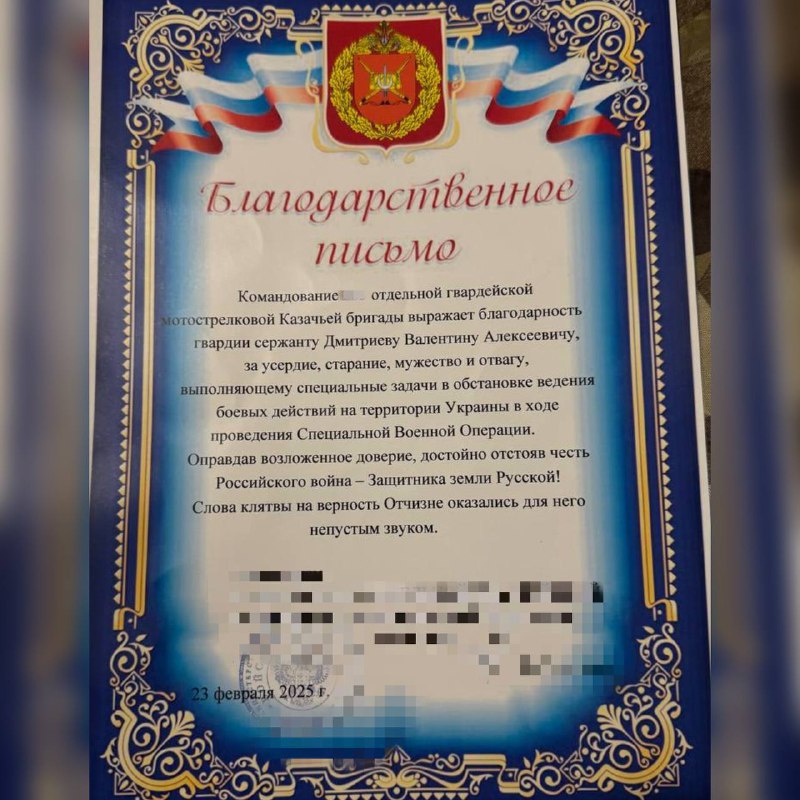 Благодарственное
письмо
Командование отдельной гвардейской
мотострелковой Казачьей бригады выражает благодарность
гвардии сержанту Дмитриеву Валентину Алексеевичу,
за усердие, старание, мужество и отвагу,
выполняющему специальные задачи в обстановке ведения
боевых действий на территории Украины в ходе
проведения Специальной Военной Операции.
Оправдав возложенное доверие, достойно отстояв честь
Российского война – Защитника земли Русской!
Слова клятвы на верность Отчизне оказались для него
непустым звуком.
23 февраля 2025 г.